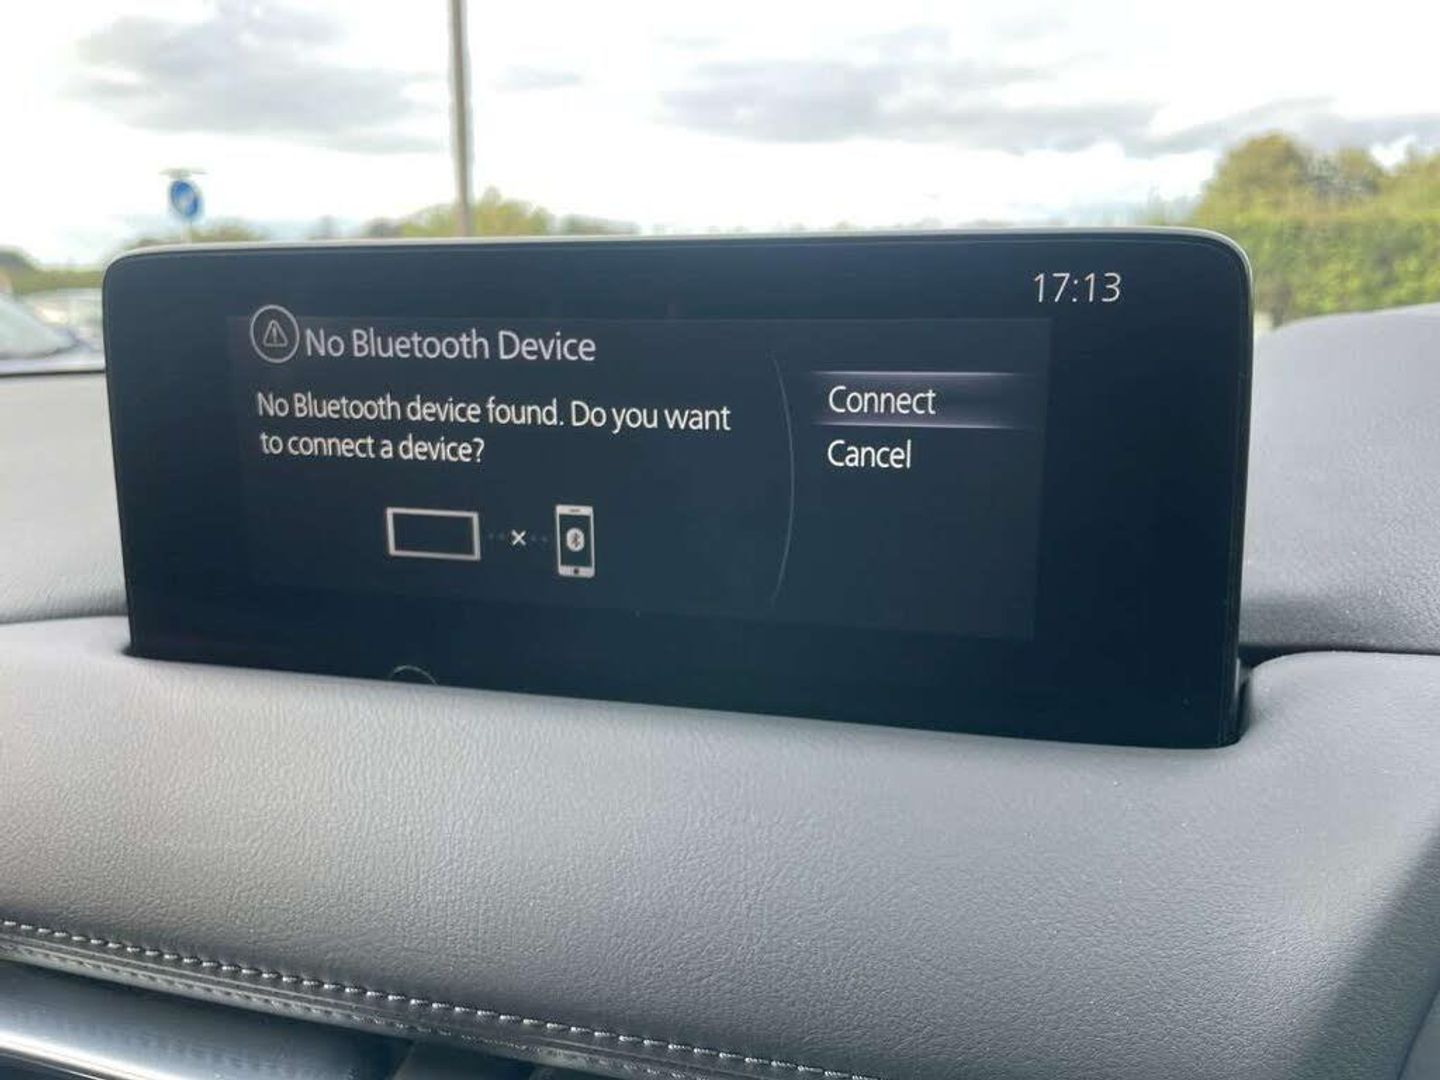 17:13
No Bluetooth Device
No Bluetooth device found. Do you want
to connect a device?
Connect
Cancel